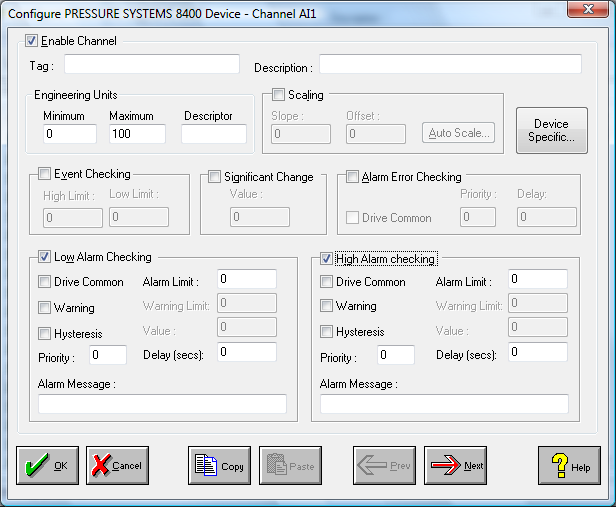 Configure PRESSURE SYSTEMS 8400 Device - Channel AI1
Enable Channel
Tag :
Description :
Engineering Units
Minimum Maximum Descriptor
0 100
Scaling
Slope : Offset :
0 0 Auto Scale...
Device Specific...
Event Checking
High Limit : Low Limit :
0 0
Significant Change
Value :
0
Alarm Error Checking
Priority : Delay:
Drive Common 0 0
Low Alarm Checking
Drive Common Alarm Limit : 0
Warning Warning Limit: 0
Hysteresis Value : 0
Priority : 0 Delay (secs): 0
Alarm Message :
High Alarm checking
Drive Common Alarm Limit : 0
Warning Warning Limit: 0
Hysteresis Value : 0
Priority : 0 Delay (secs): 0
Alarm Message :
OK Cancel Copy Paste Prev Next Help